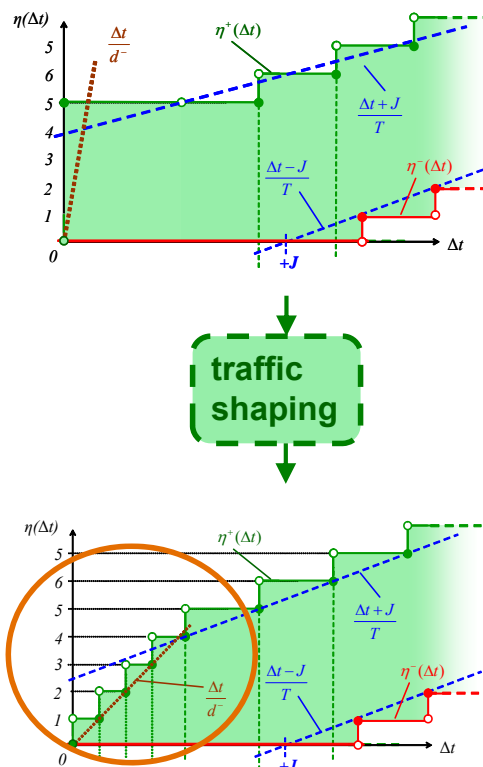 η(Δt)
Δt
d⁻
η⁺(Δt)
5
6
5
4
3
2
1
0
Δt + J
T
Δt − J
T
η⁻(Δt)
+J
Δt
traffic
shaping
η(Δt)
η⁺(Δt)
5
6
5
4
3
2
1
0
Δt
d⁻
Δt + J
T
Δt − J
T
η⁻(Δt)
+J
Δt